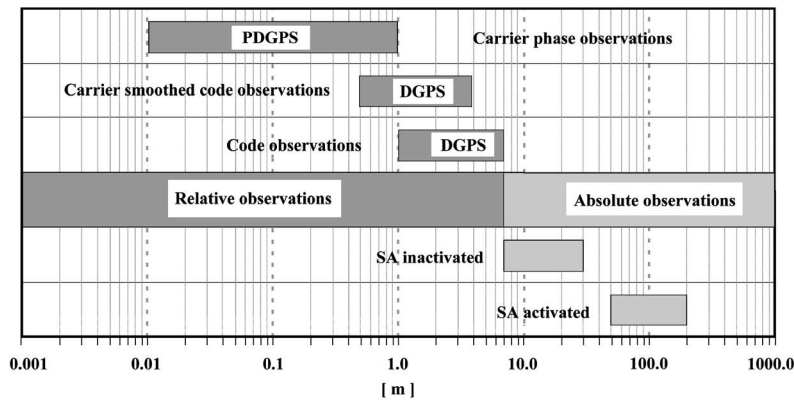 PDGPS Carrier phase observations
Carrier smoothed code observations DGPS
Code observations DGPS
Relative observations Absolute observations
SA inactivated
SA activated
0.001 0.01 0.1 1.0 10.0 100.0 1000.0
[ m ]